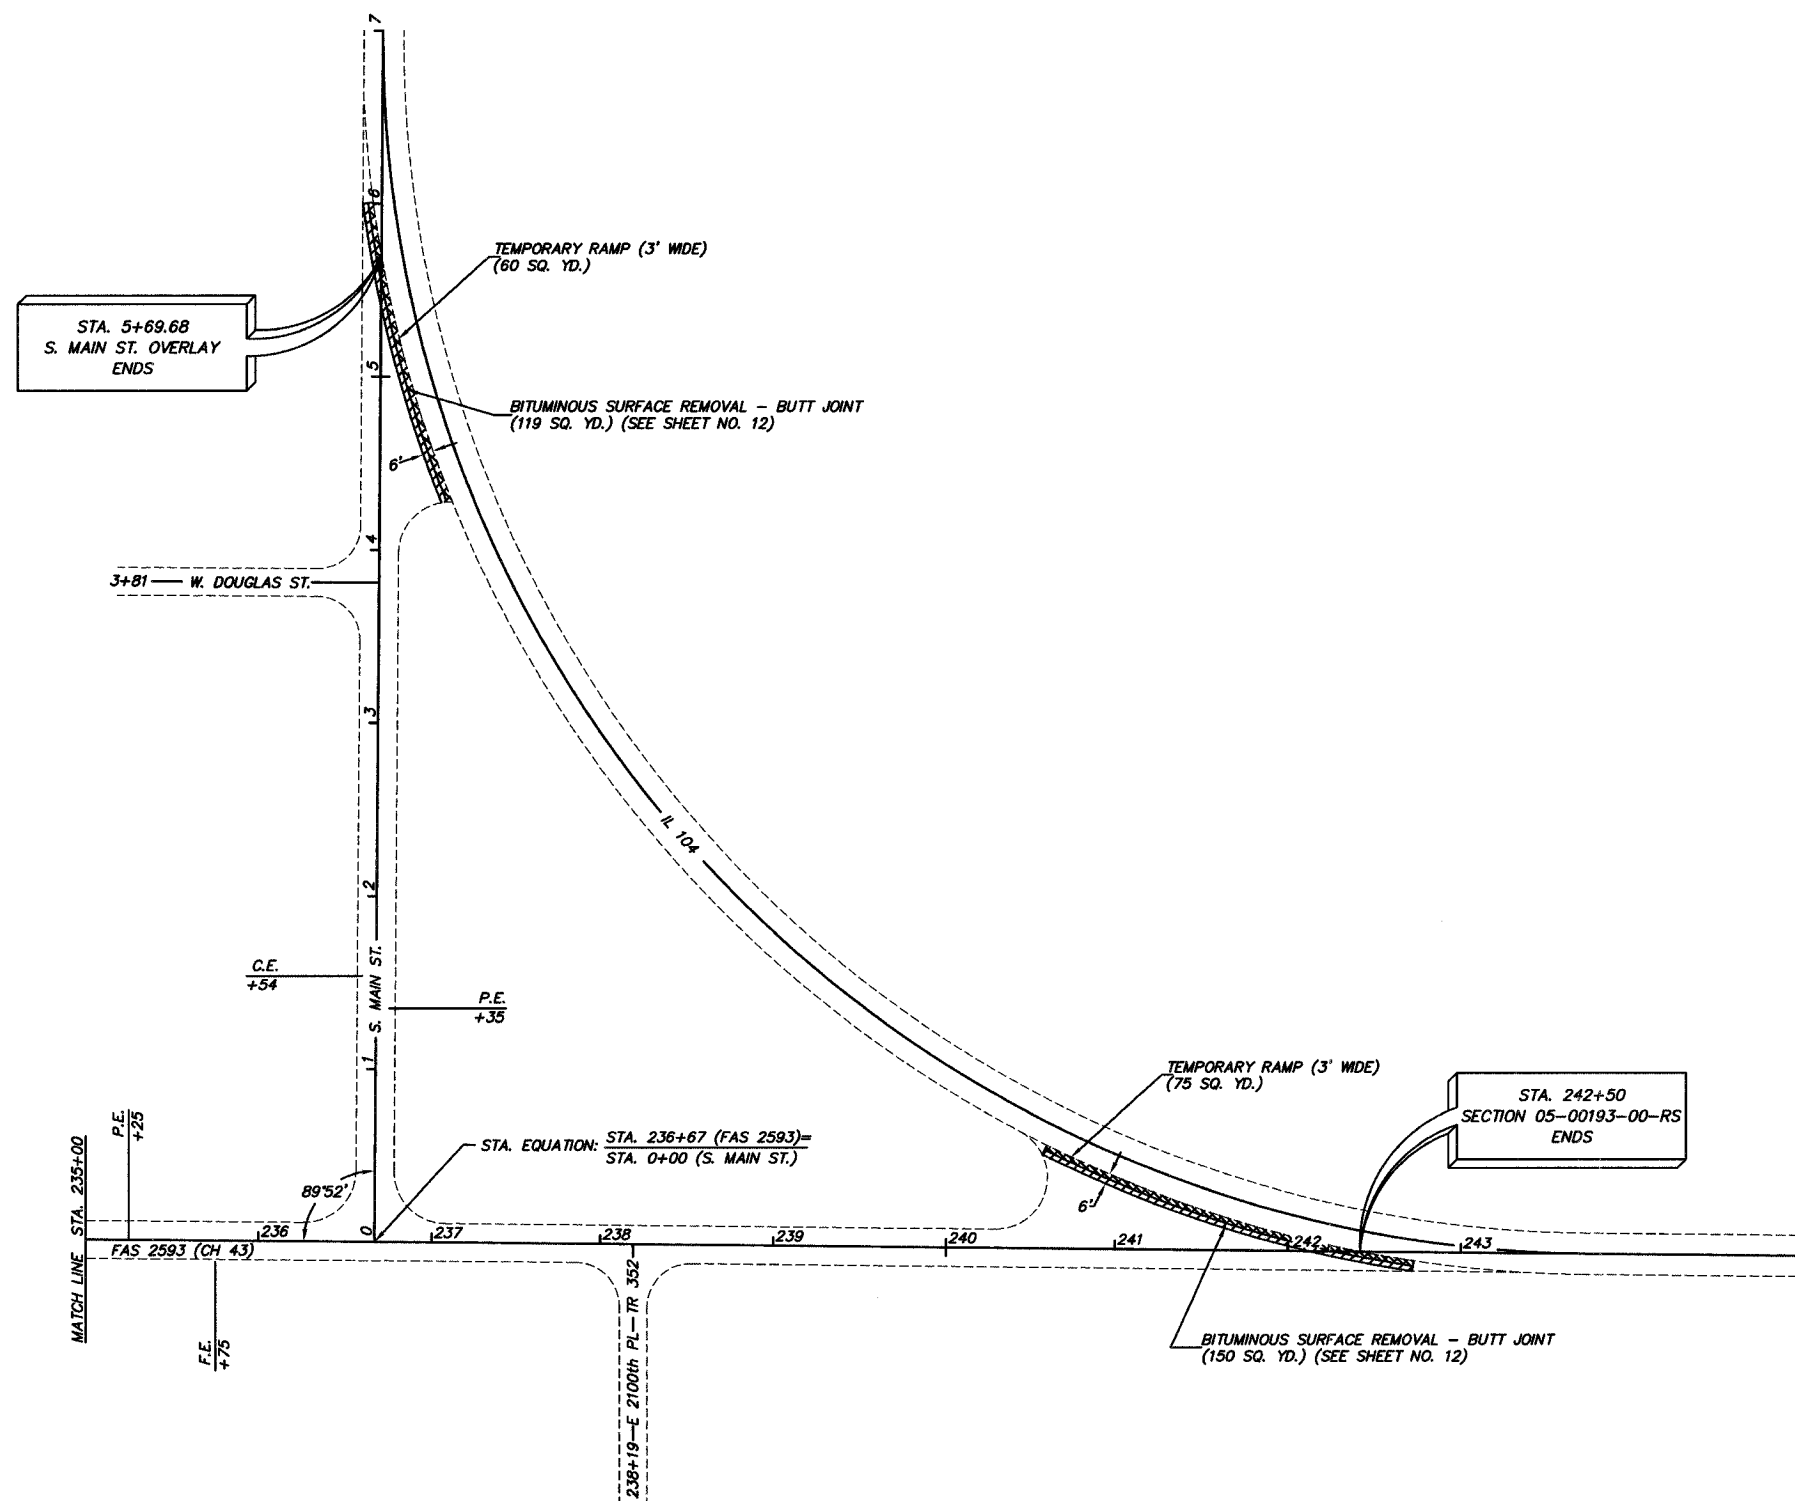 7
6
TEMPORARY RAMP (3' WIDE)
(60 SQ. YD.)
STA. 5+69.68
S. MAIN ST. OVERLAY
ENDS
5
BITUMINOUS SURFACE REMOVAL - BUTT JOINT
(119 SQ. YD.) (SEE SHEET NO. 12)
6'
4
3+81 W. DOUGLAS ST.
3
IL 104
2
S. MAIN ST.
C.E.
+54
P.E.
+35
1
TEMPORARY RAMP (3' WIDE)
(75 SQ. YD.)
STA. 242+50
SECTION 05-00193-00-RS
ENDS
P.E.
+25
STA. EQUATION: STA. 236+67 (FAS 2593)=
STA. 0+00 (S. MAIN ST.)
MATCH LINE STA. 235+00
89°52'
6'
0
236
237
238
239
240
241
242
243
FAS 2593 (CH 43)
F.E.
+75
238+19-E 2100th PL-TR 352
BITUMINOUS SURFACE REMOVAL - BUTT JOINT
(150 SQ. YD.) (SEE SHEET NO. 12)